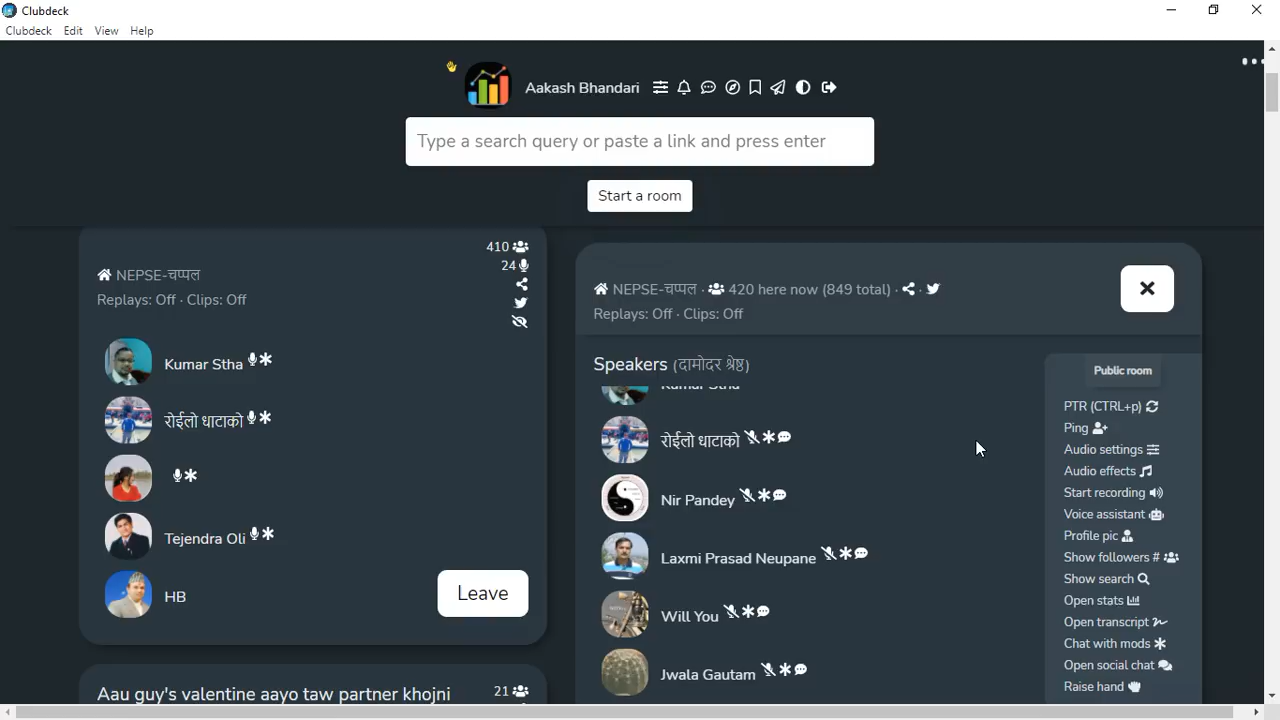 Clubdeck
Clubdeck Edit View Help
Aakash Bhandari
Type a search query or paste a link and press enter
Start a room
410
24
NEPSE-चप्पल
Replays: Off · Clips: Off
Kumar Stha
रोईलो धाटाको
Tejendra Oli
HB
Leave
Aau guy's valentine aayo taw partner khojni
21
NEPSE-चप्पल · 420 here now (849 total) · ·
Replays: Off · Clips: Off
Speakers (दामोदर श्रेष्ठ)
Kumar Stha
रोईलो धाटाको
Nir Pandey
Laxmi Prasad Neupane
Will You
Jwala Gautam
Public room
PTR (CTRL+p)
Ping
Audio settings
Audio effects
Start recording
Voice assistant
Profile pic
Show followers #
Show search
Open stats
Open transcript
Chat with mods
Open social chat
Raise hand